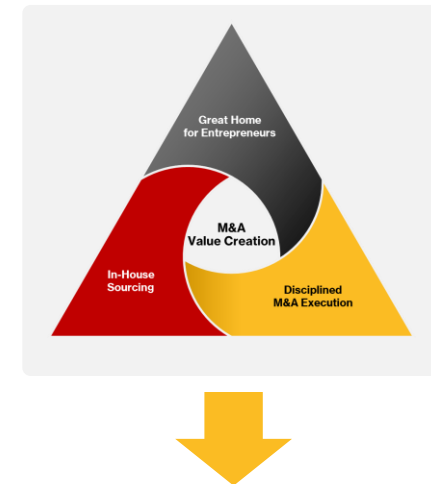 Great Home
for Entrepreneurs
M&A
Value Creation
In-House
Sourcing
Disciplined
M&A Execution